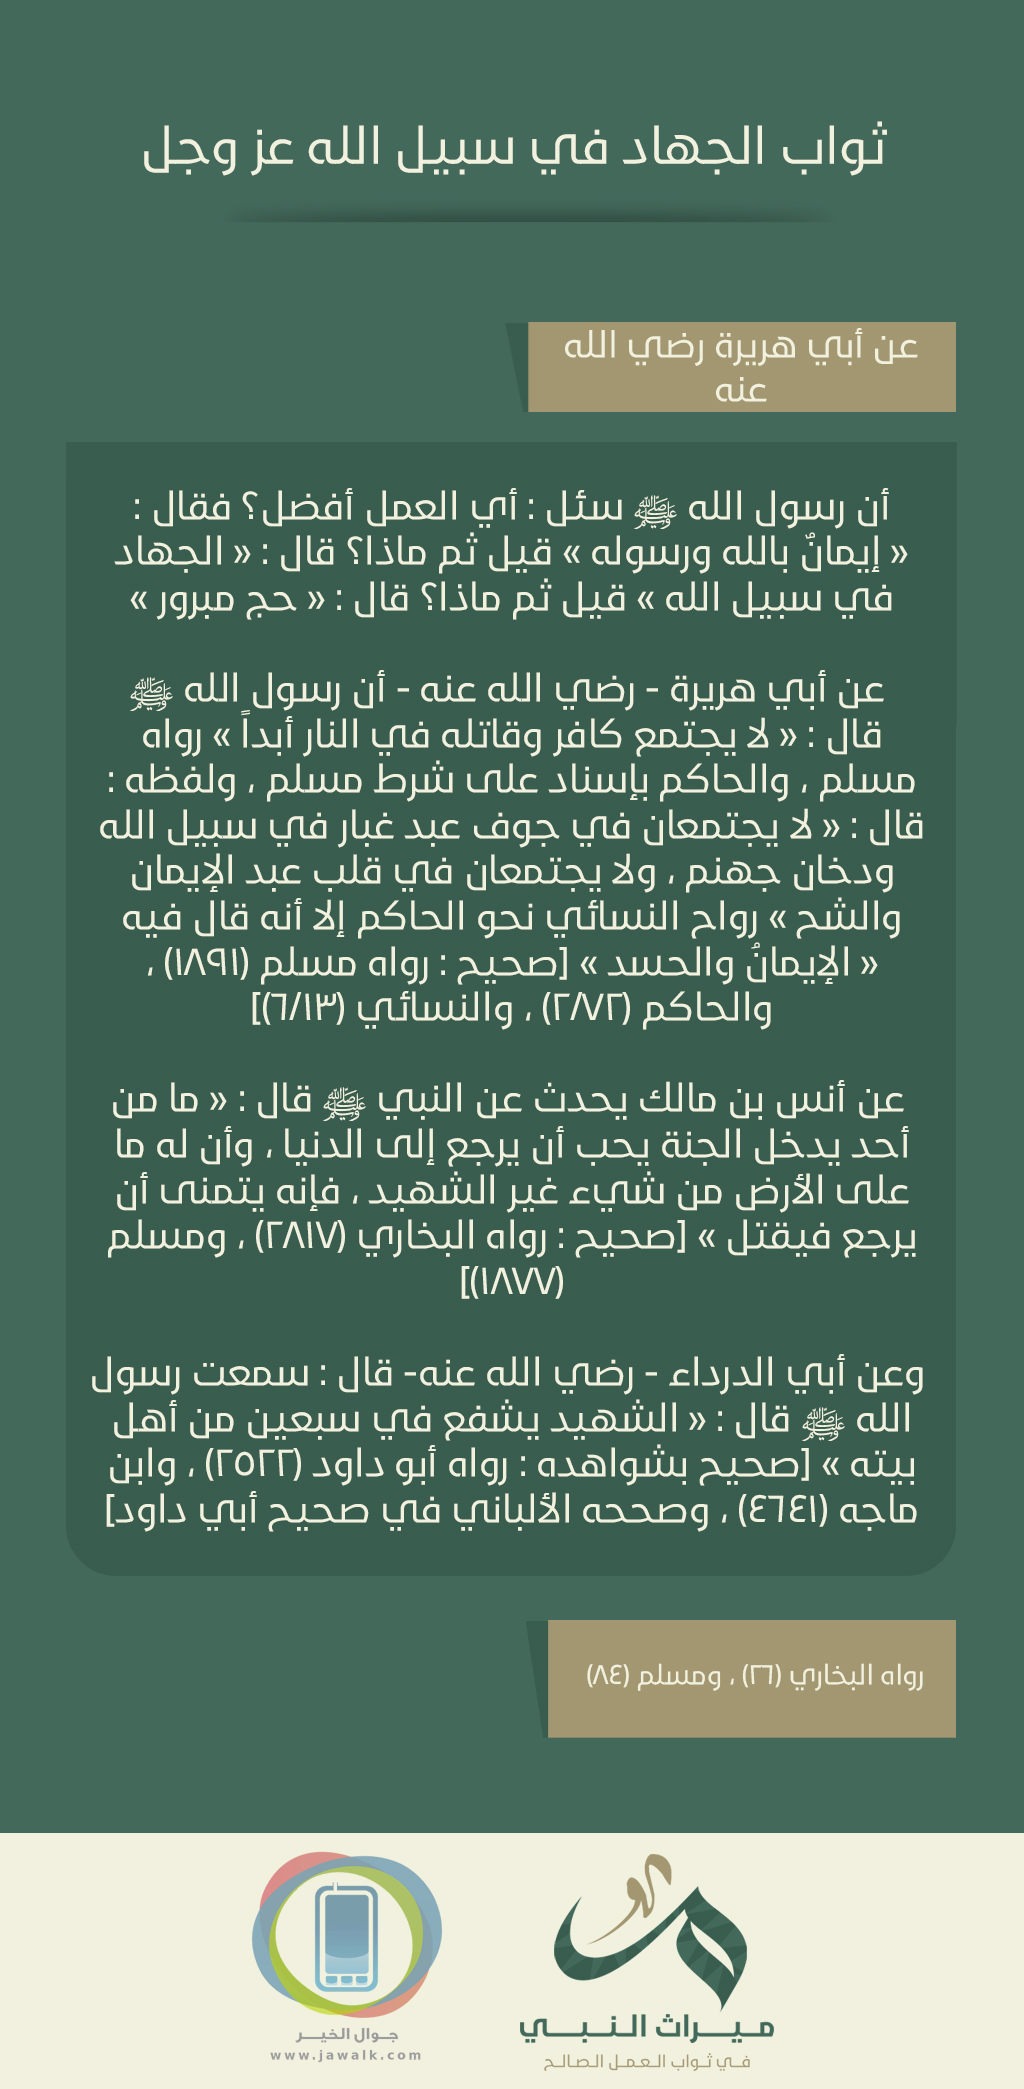 ثواب الجهاد في سبيل الله عز وجل
عن أبي هريرة رضي الله
عنه
أن رسول الله ﷺ سئل : أي العمل أفضل؟ فقال :
« إيمانٌ بالله ورسوله » قيل ثم ماذا؟ قال : « الجهاد
في سبيل الله » قيل ثم ماذا؟ قال : « حج مبرور »
عن أبي هريرة - رضي الله عنه - أن رسول الله ﷺ
قال : « لا يجتمع كافر وقاتله في النار أبداً » رواه
مسلم ، والحاكم بإسناد على شرط مسلم ، ولفظه :
قال : « لا يجتمعان في جوف عبد غبار في سبيل الله
ودخان جهنم ، ولا يجتمعان في قلب عبد الإيمان
والشح » رواح النسائي نحو الحاكم إلا أنه قال فيه
« الإيمانُ والحسد » [صحيح : رواه مسلم (١٨٩١) ،
والحاكم (٢/٧٢) ، والنسائي (٦/١٣)]
عن أنس بن مالك يحدث عن النبي ﷺ قال : « ما من
أحد يدخل الجنة يحب أن يرجع إلى الدنيا ، وأن له ما
على الأرض من شيء غير الشهيد ، فإنه يتمنى أن
يرجع فيقتل » [صحيح : رواه البخاري (٢٨١٧) ، ومسلم
(١٨٧٧)]
وعن أبي الدرداء - رضي الله عنه- قال : سمعت رسول
الله ﷺ قال : « الشهيد يشفع في سبعين من أهل
بيته » [صحيح بشواهده : رواه أبو داود (٢٥٢٢) ، وابن
ماجه (٤٦٤١) ، وصححه الألباني في صحيح أبي داود]
رواه البخاري (٢٦) ، ومسلم (٨٤)
ميراث النبي
في ثواب العمل الصالح
جوال الخير
www.jawalk.com